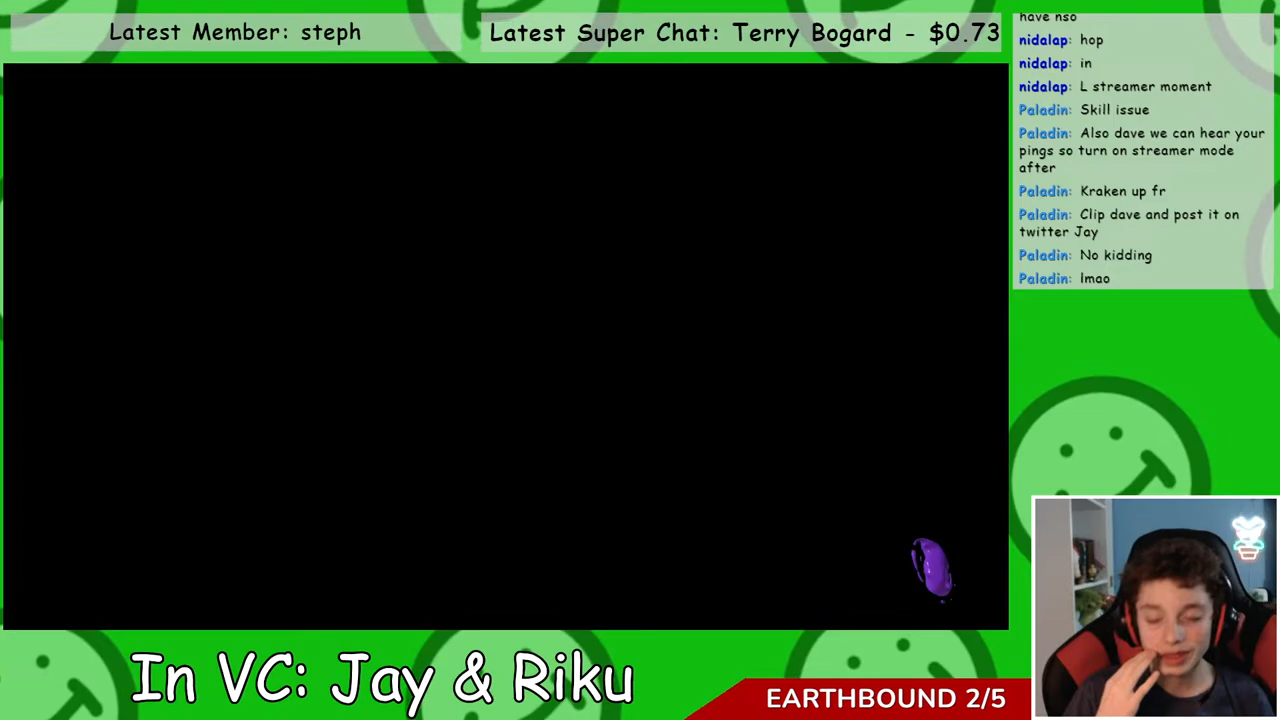 Latest Member: steph
Latest Super Chat: Terry Bogard - $0.73
have nso
nidalap: hop
nidalap: in
nidalap: L streamer moment
Paladin: Skill issue
Paladin: Also dave we can hear your
pings so turn on streamer mode
after
Paladin: Kraken up fr
Paladin: Clip dave and post it on
twitter Jay
Paladin: No kidding
Paladin: lmao
In VC: Jay & Riku
EARTHBOUND 2/5